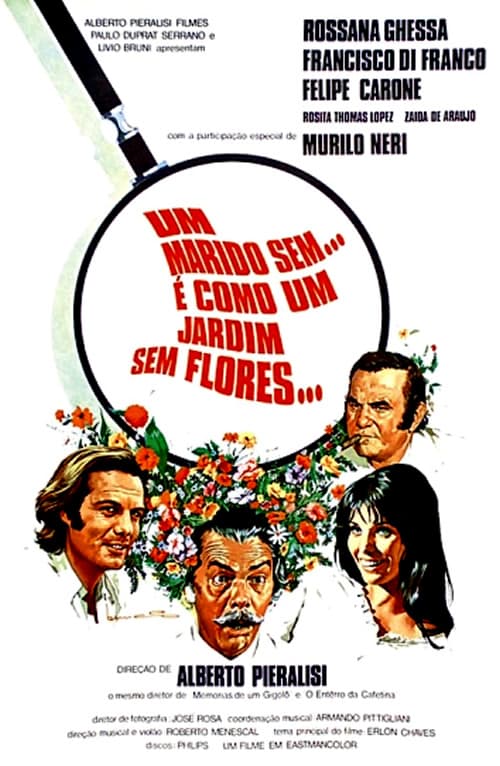 ALBERTO PIERALISI FILMES
PAULO DUPRAT SERRANO e
LIVIO BRUNI apresentam
ROSSANA GHESSA
FRANCISCO DI FRANCO
FELIPE CARONE
ROSITA THOMAS LOPEZ ZAIDA DE ARAUJO
com a participação especial de
MURILO NERI
UM
MARIDO SEM...
É COMO UM
JARDIM
SEM FLORES...
DIREÇÃO DE ALBERTO PIERALISI
o mesmo diretor de Memorias de um Gigolô e O Entêrro da Cafetina
diretor de fotografia: JOSE ROSA coordenação musical: ARMANDO PITTIGLIANI
direção musical e violão: ROBERTO MENESCAL tema principal do filme: ERLON CHAVES
discos: PHILIPS UM FILME EM EASTMANCOLOR